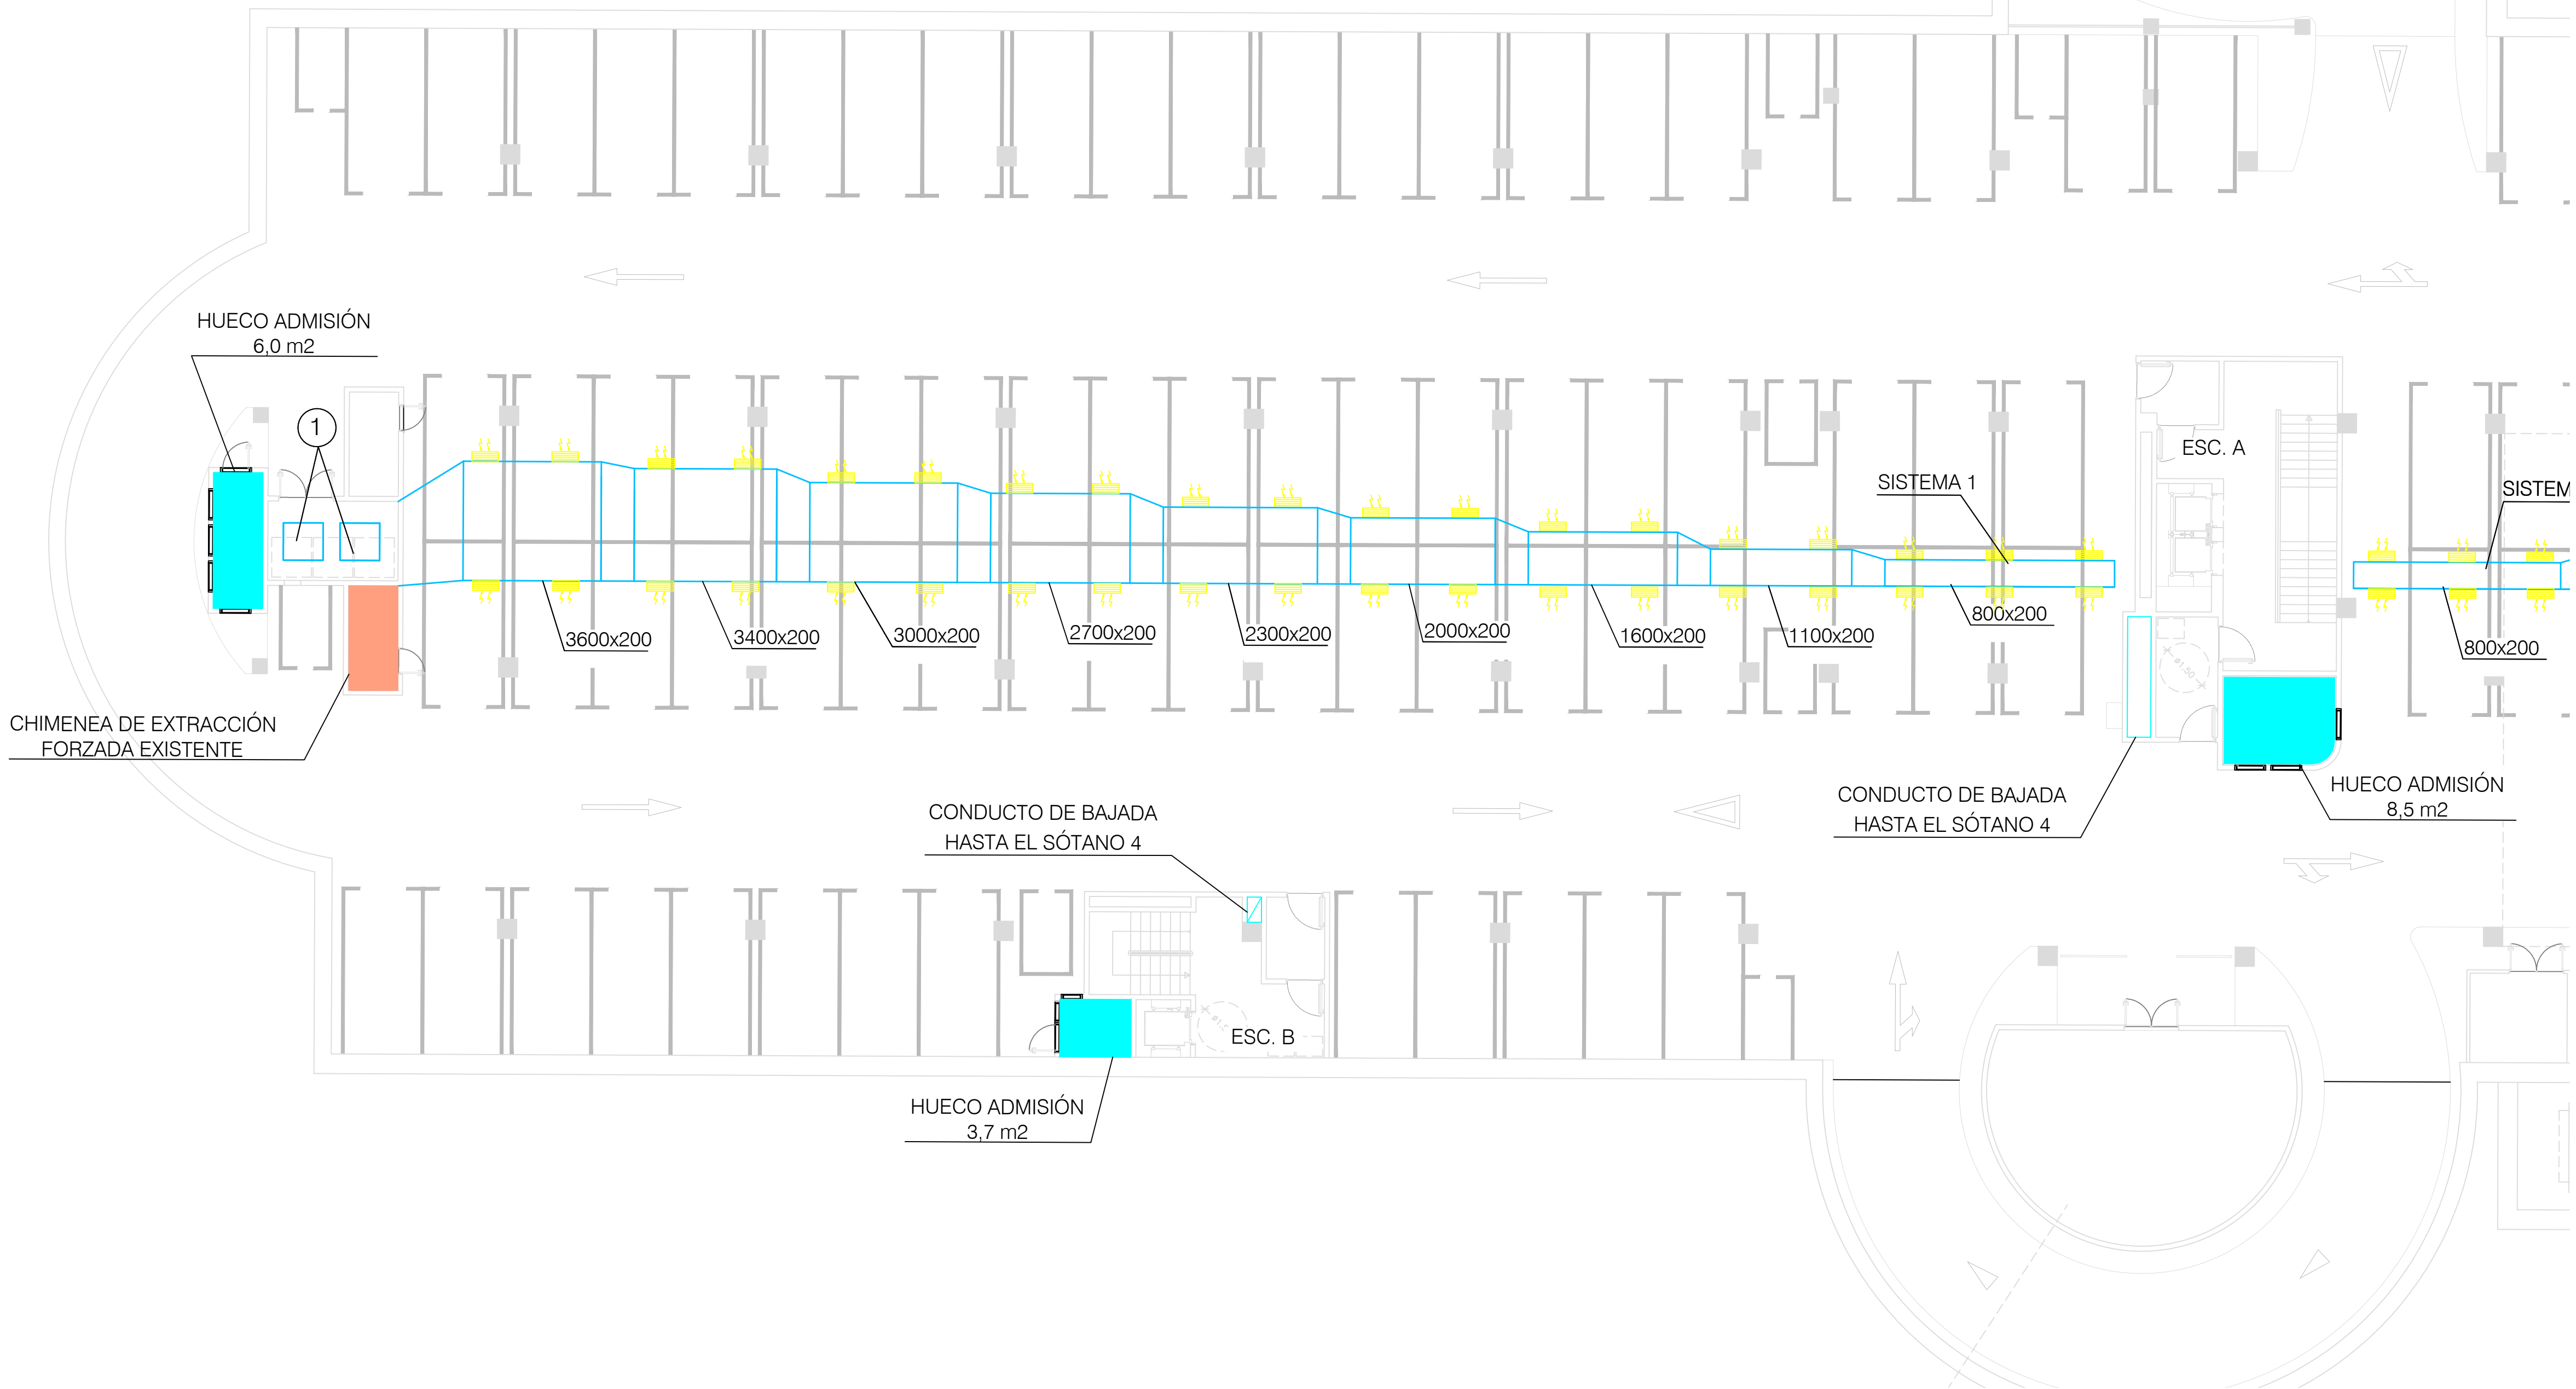 HUECO ADMISIÓN
6,0 m2
1
ESC. A
SISTEMA 1
SISTEM
3600x200
3400x200
3000x200
2700x200
2300x200
2000x200
1600x200
1100x200
800x200
800x200
ø1,50
CHIMENEA DE EXTRACCIÓN
FORZADA EXISTENTE
CONDUCTO DE BAJADA
HASTA EL SÓTANO 4
CONDUCTO DE BAJADA
HASTA EL SÓTANO 4
HUECO ADMISIÓN
8,5 m2
ESC. B
HUECO ADMISIÓN
3,7 m2